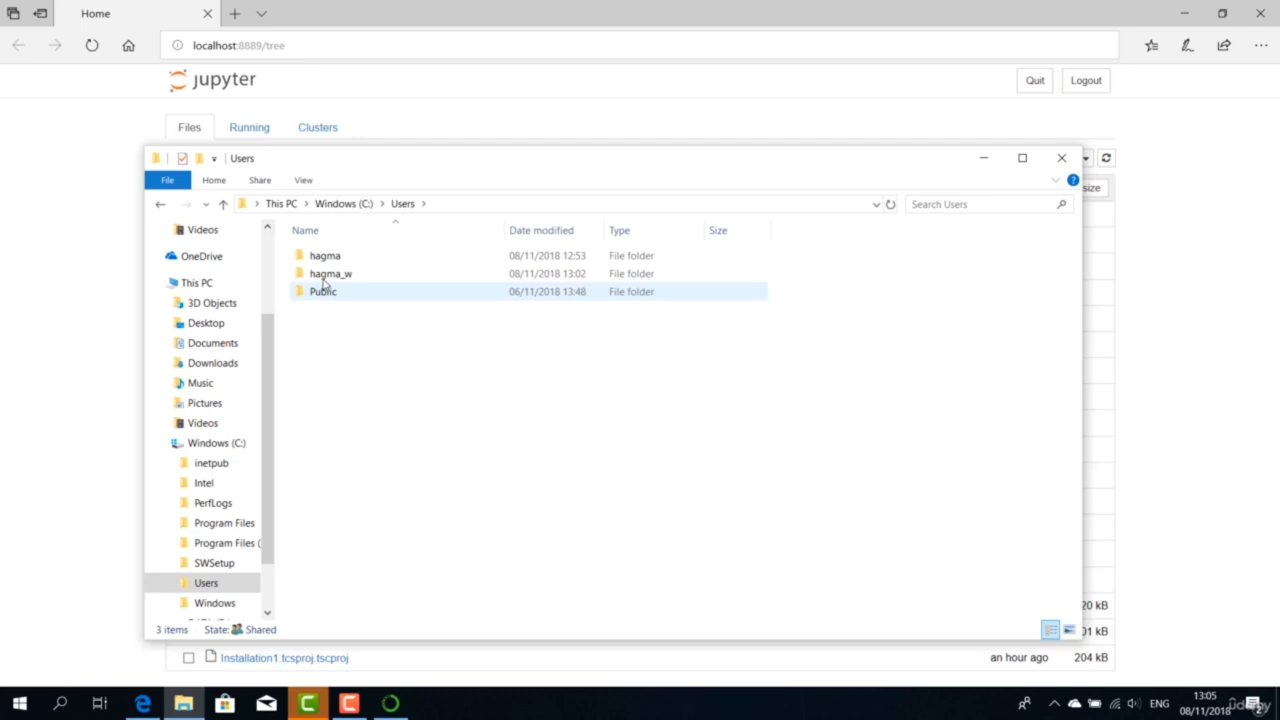 Home
localhost:8889/tree
jupyter
Quit
Logout
Files
Running
Clusters
Users
size
File
Home
Share
View
This PC
Windows (C:)
Users
Search Users
Name
Date modified
Type
Size
hagma
08/11/2018 12:53
File folder
hagma_w
08/11/2018 13:02
File folder
Public
06/11/2018 13:48
File folder
Videos
OneDrive
This PC
3D Objects
Desktop
Documents
Downloads
Music
Pictures
Videos
Windows (C:)
inetpub
Intel
PerfLogs
Program Files
Program Files (
SWSetup
Users
Windows
3 items
State:
Shared
20 kB
01 kB
Installation1.tcsproj.tscproj
an hour ago
204 kB
ENG
13:05
08/11/2018
udemy
2